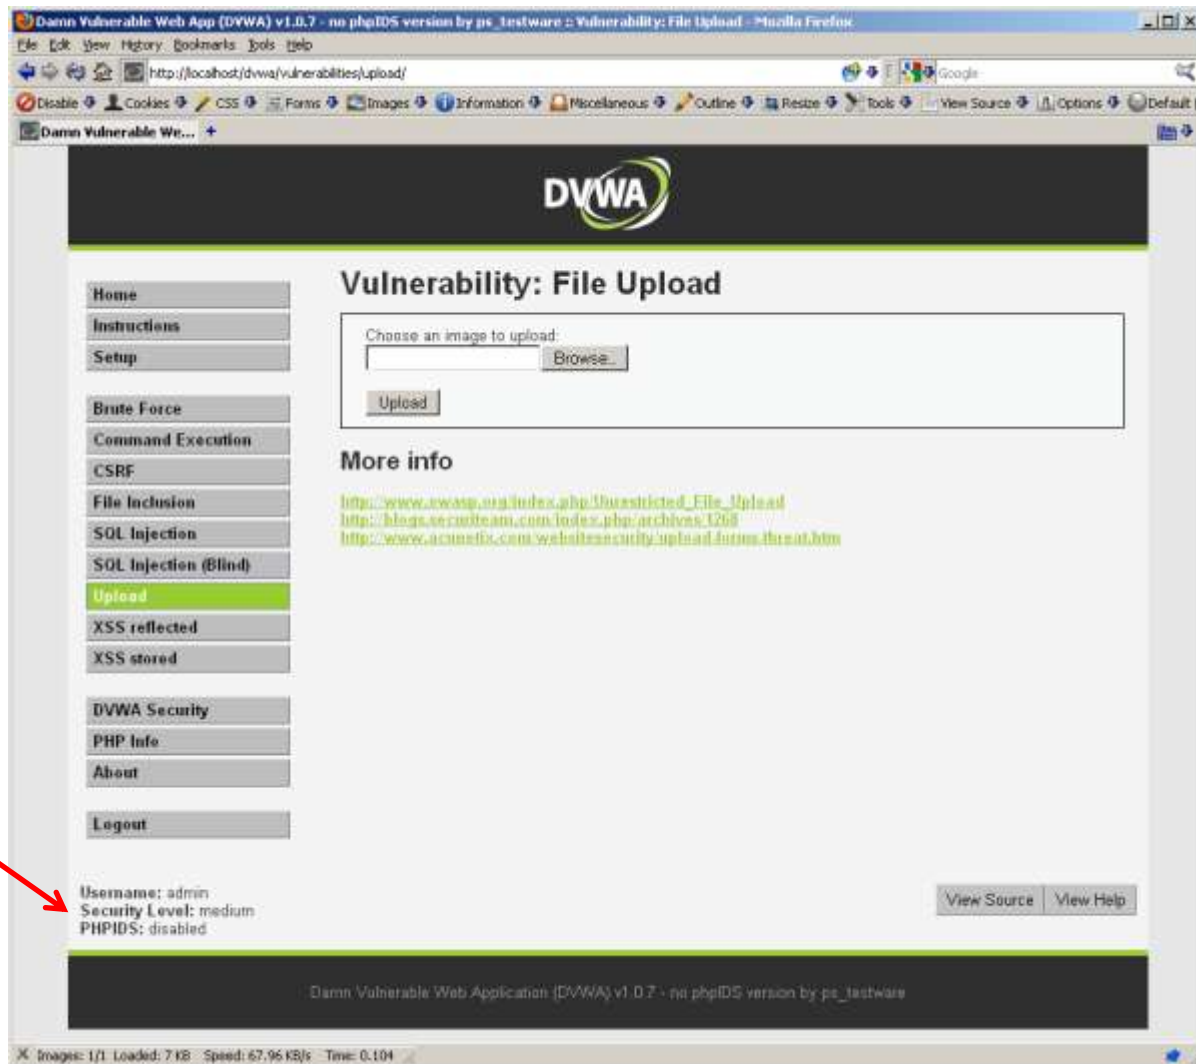 Damn Vulnerable Web App (DVWA) v1.0.7 - no phpIDS version by ps_testware :: Vulnerability: File Upload - Mozilla Firefox
File Edit View History Bookmarks Tools Help
http://localhost/dvwa/vulnerabilities/upload/
Google
Disable Cookies CSS Forms Images Information Miscellaneous Outline Resize Tools View Source Options Default
Damn Vulnerable We... +
DVWA
Vulnerability: File Upload
Home
Instructions
Setup
Brute Force
Command Execution
CSRF
File Inclusion
SQL Injection
SQL Injection (Blind)
Upload
XSS reflected
XSS stored
DVWA Security
PHP Info
About
Logout
Choose an image to upload:
Browse..
Upload
More info
http://www.owasp.org/index.php/Unrestricted_File_Upload
http://blogs.securiteam.com/index.php/archives/1268
http://www.acunetix.com/websitesecurity/upload-forms-threat.htm
Username: admin
Security Level: medium
PHPIDS: disabled
View Source View Help
Damn Vulnerable Web Application (DVWA) v1.0.7 - no phpIDS version by ps_testware
X Images: 1/1 Loaded: 7 KB Speed: 67.96 KB/s Time: 0.104